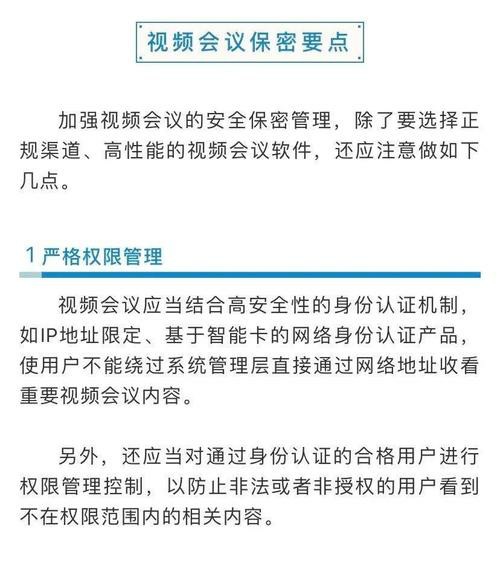 视频会议保密要点
加强视频会议的安全保密管理，除了要选择正
规渠道、高性能的视频会议软件，还应注意做如下
几点。
1 严格权限管理
视频会议应当结合高安全性的身份认证机制，
如IP地址限定、基于智能卡的网络身份认证产品，
使用户不能绕过系统管理层直接通过网络地址收看
重要视频会议内容。
另外，还应当对通过身份认证的合格用户进行
权限管理控制，以防止非法或者非授权的用户看到
不在权限范围内的相关内容。